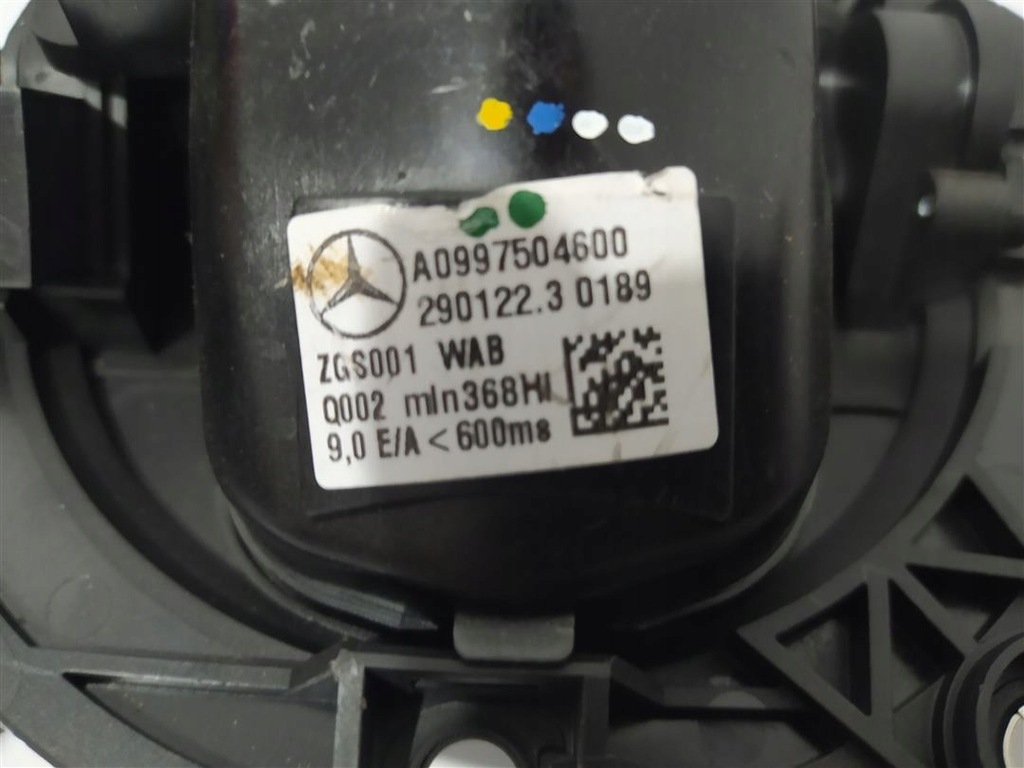 A0997504600
290122.3 0189
ZGS001 WAB
Q002 mln368HI
9,0 E/A <600ms